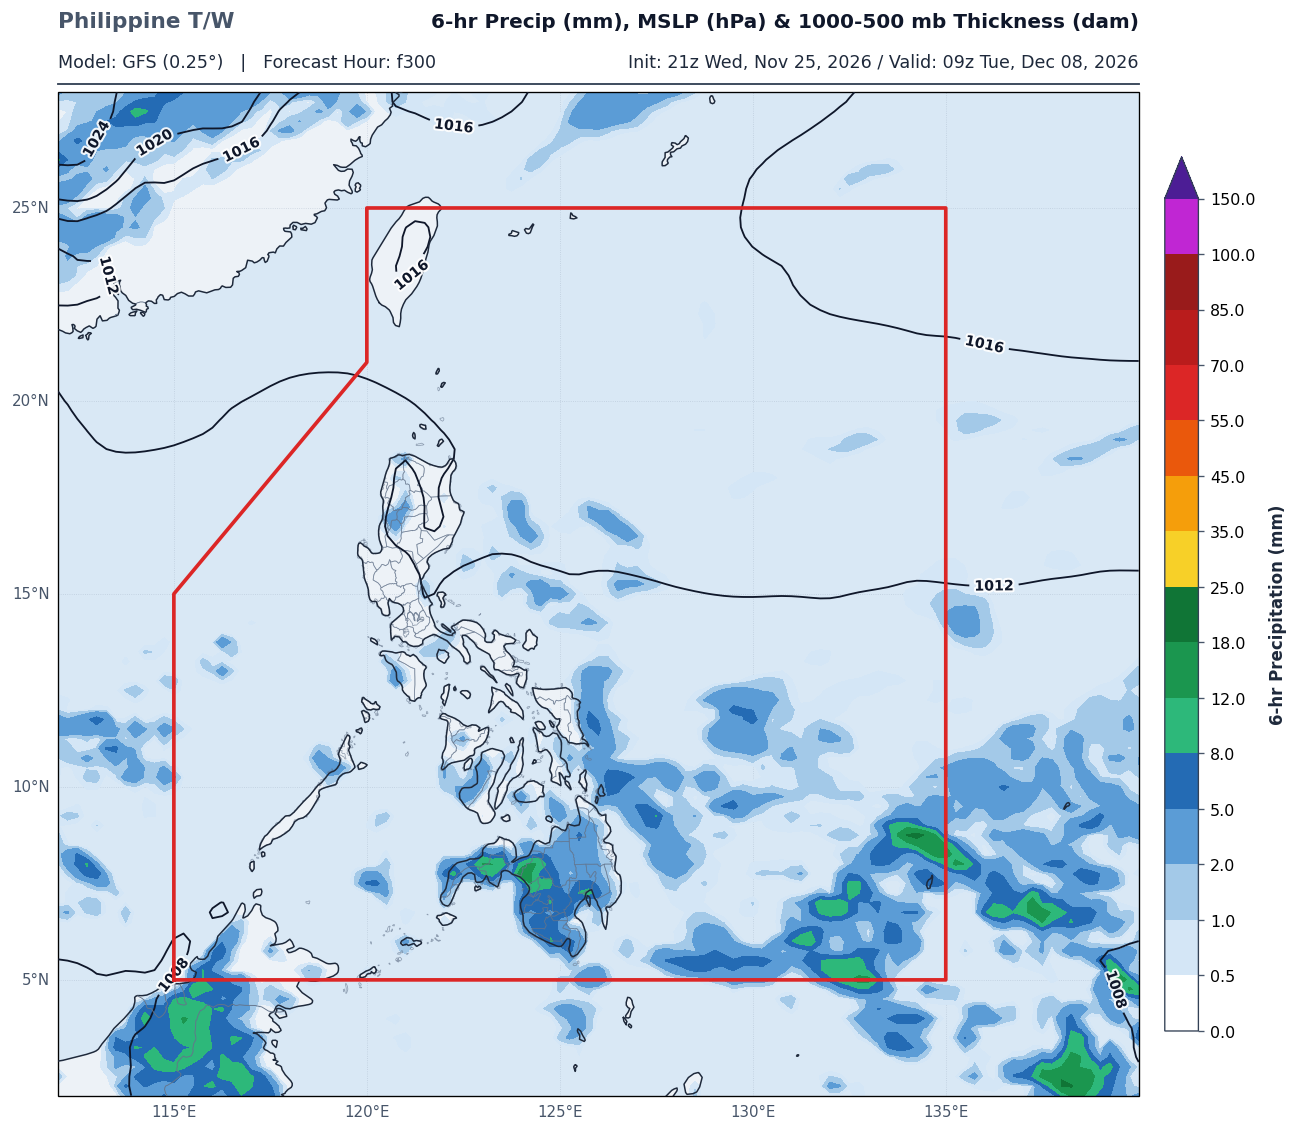 Philippine T/W
6-hr Precip (mm), MSLP (hPa) & 1000-500 mb Thickness (dam)
Model: GFS (0.25°) | Forecast Hour: f300
Init: 21z Wed, Nov 25, 2026 / Valid: 09z Tue, Dec 08, 2026
1024
1020
1016
1016
1012
1016
1016
1012
1008
1008
25°N
20°N
15°N
10°N
5°N
115°E
120°E
125°E
130°E
135°E
150.0
100.0
85.0
70.0
55.0
45.0
35.0
25.0
18.0
12.0
8.0
5.0
2.0
1.0
0.5
0.0
6-hr Precipitation (mm)